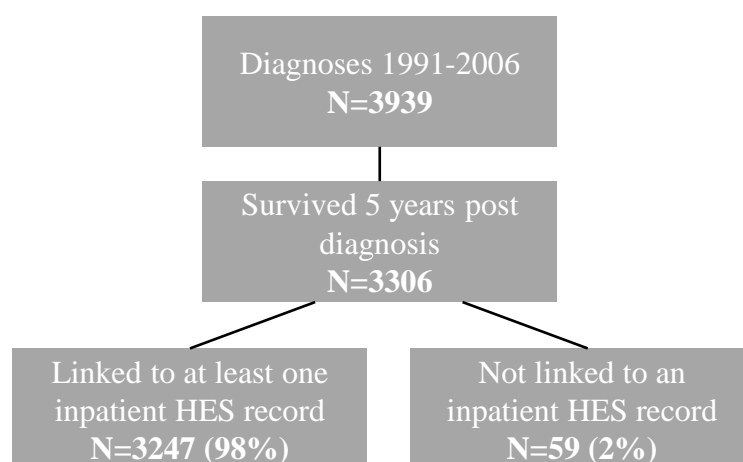 Diagnoses 1991-2006
N=3939
Survived 5 years post
diagnosis
N=3306
Linked to at least one
inpatient HES record
N=3247 (98%)
Not linked to an
inpatient HES record
N=59 (2%)